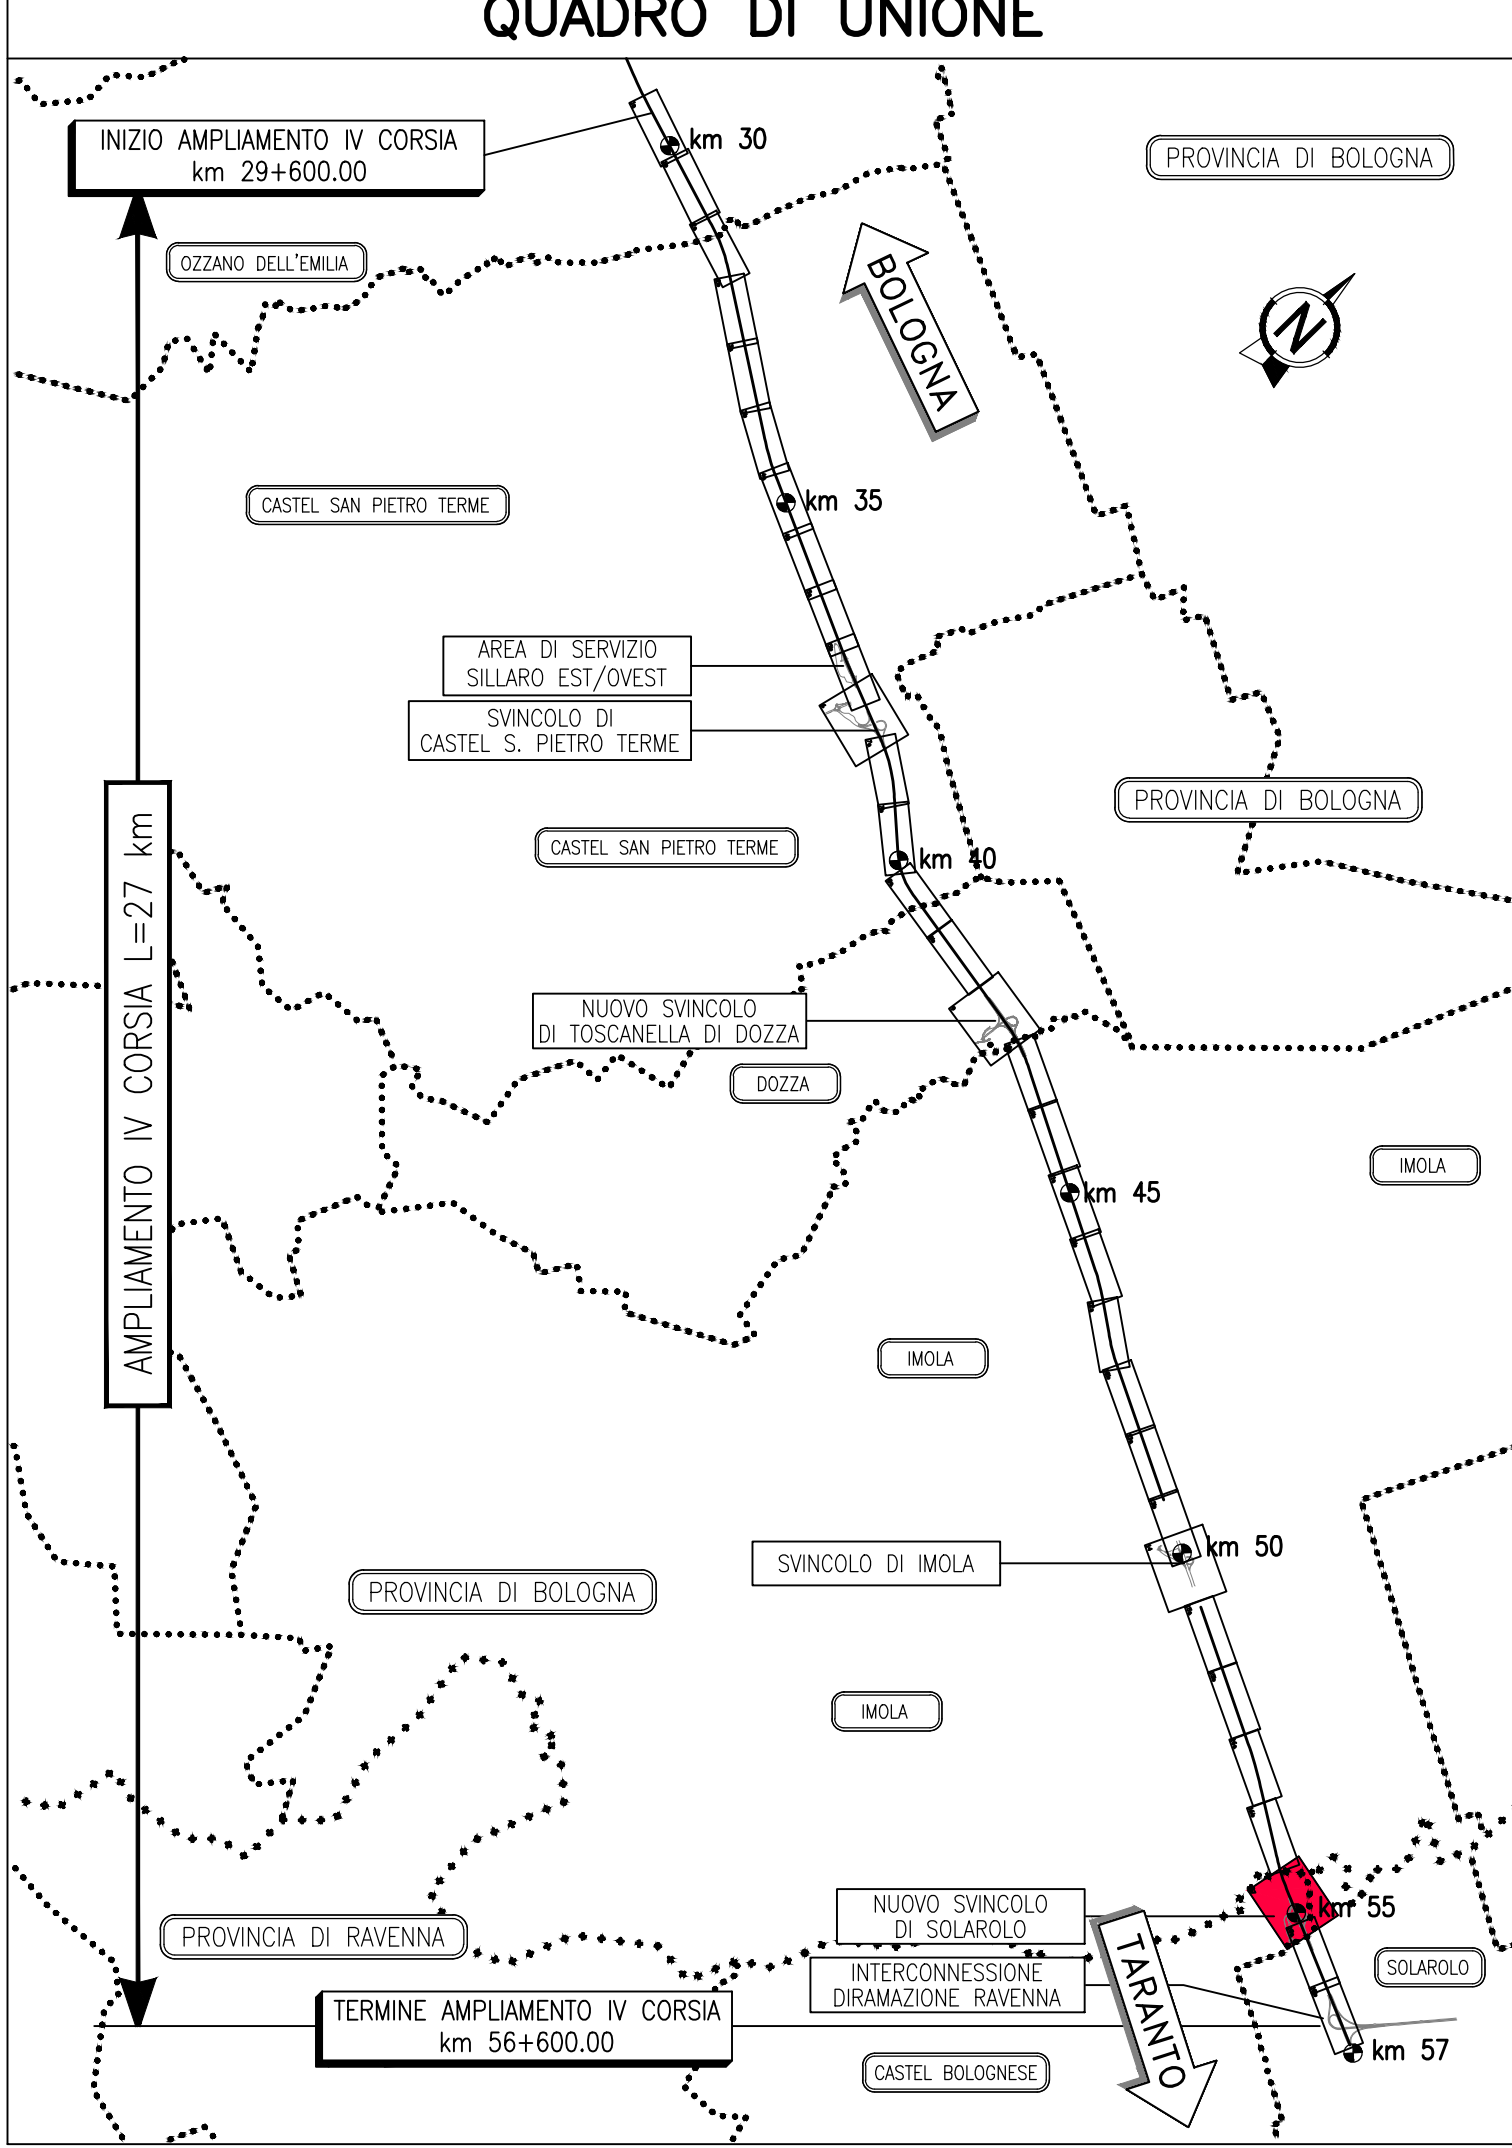 QUADRO DI UNIONE
INIZIO AMPLIAMENTO IV CORSIA
km 29+600.00
km 30
PROVINCIA DI BOLOGNA
OZZANO DELL'EMILIA
BOLOGNA
N
CASTEL SAN PIETRO TERME
km 35
AREA DI SERVIZIO
SILLARO EST/OVEST
SVINCOLO DI
CASTEL S. PIETRO TERME
PROVINCIA DI BOLOGNA
CASTEL SAN PIETRO TERME
km 40
AMPLIAMENTO IV CORSIA L=27 km
NUOVO SVINCOLO
DI TOSCANELLA DI DOZZA
DOZZA
IMOLA
km 45
IMOLA
km 50
SVINCOLO DI IMOLA
PROVINCIA DI BOLOGNA
IMOLA
NUOVO SVINCOLO
DI SOLAROLO
km 55
PROVINCIA DI RAVENNA
TARANTO
INTERCONNESSIONE
DIRAMAZIONE RAVENNA
SOLAROLO
TERMINE AMPLIAMENTO IV CORSIA
km 56+600.00
km 57
CASTEL BOLOGNESE